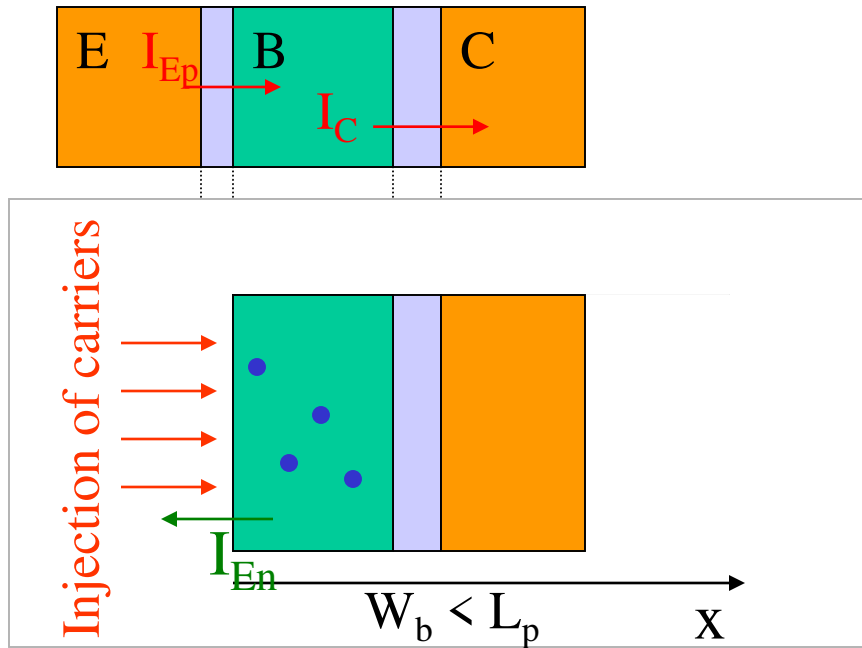 E I_Ep B C
I_C
Injection of carriers
I_En
W_b < L_p
x